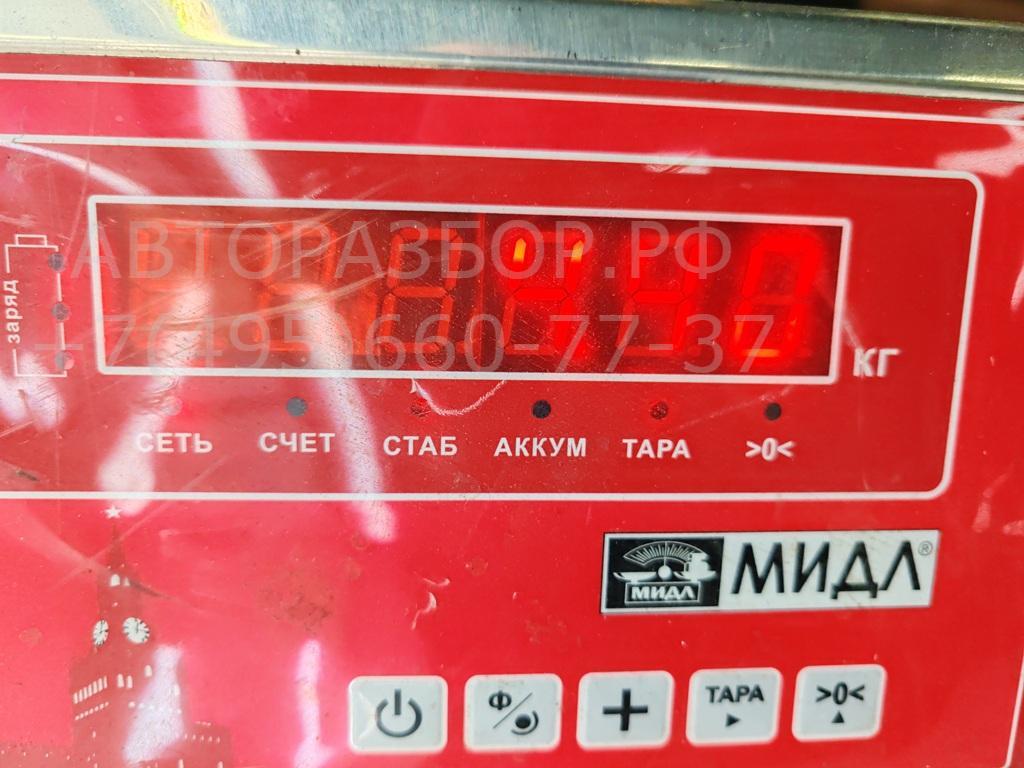 АВТОРАЗБОР.РФ
+7(495)660-77-37
заряд
КГ
СЕТЬ СЧЕТ СТАБ АККУМ ТАРА >0<
МИДЛ МИДЛ®
Ф ТАРА >0<